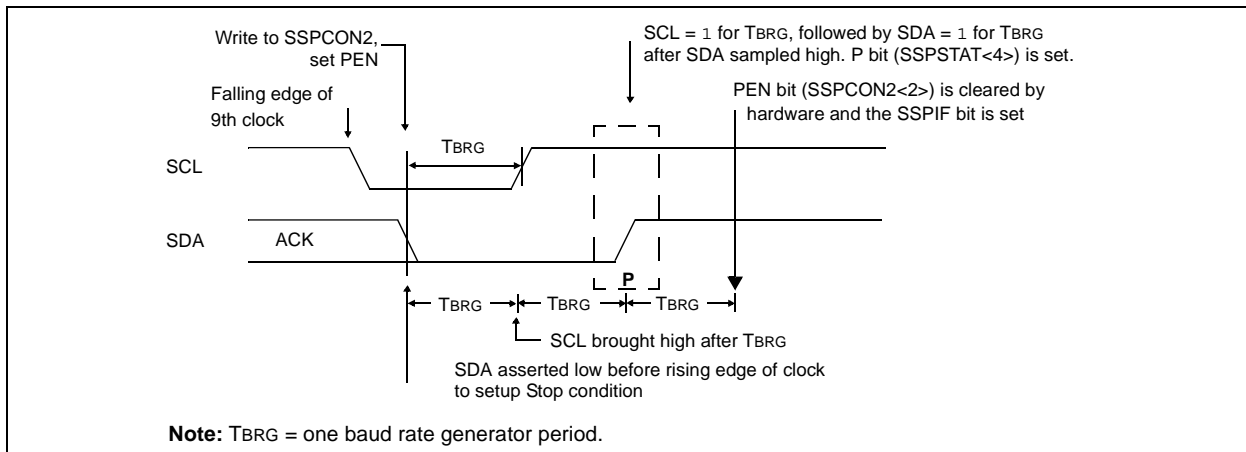 Write to SSPCON2,
set PEN
SCL = 1 for TBRG, followed by SDA = 1 for TBRG
after SDA sampled high. P bit (SSPSTAT<4>) is set.
Falling edge of
9th clock
PEN bit (SSPCON2<2>) is cleared by
hardware and the SSPIF bit is set
TBRG
SCL
SDA
ACK
P
TBRG
TBRG
TBRG
SCL brought high after TBRG
SDA asserted low before rising edge of clock
to setup Stop condition
Note: TBRG = one baud rate generator period.